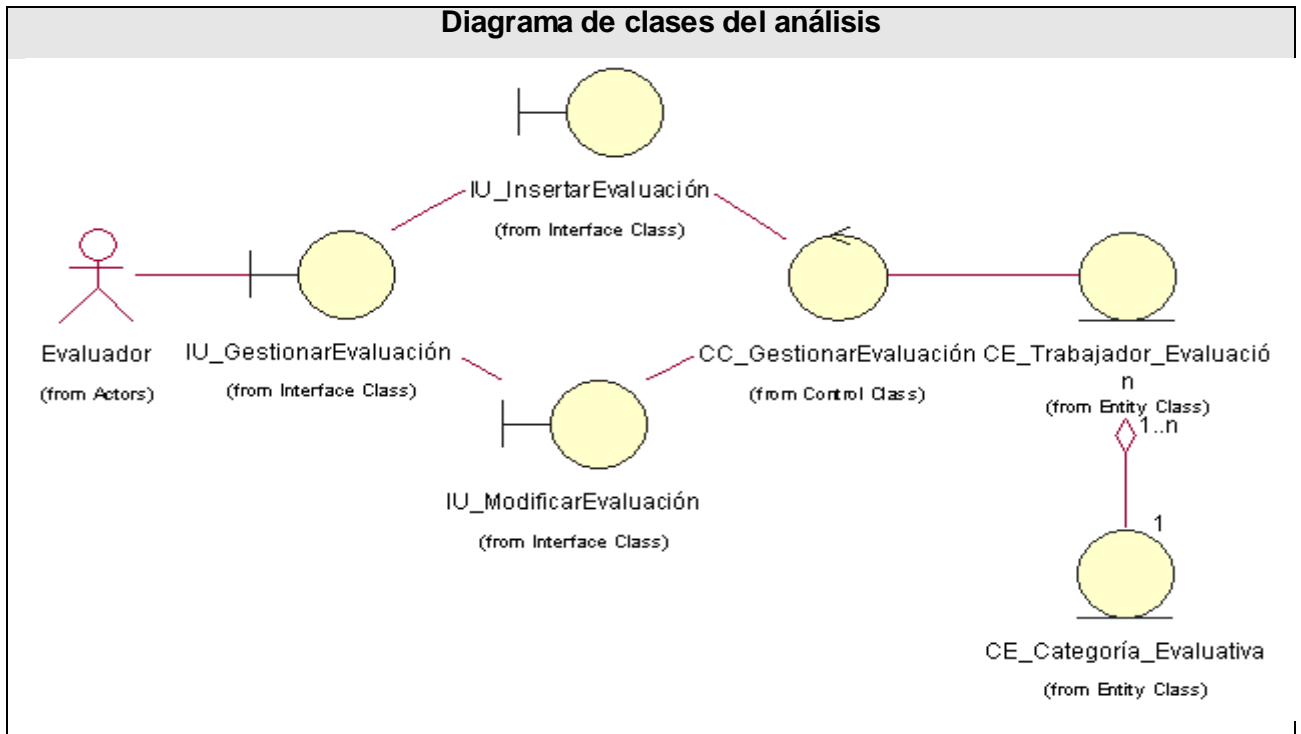 Diagrama de clases del análisis
IU_InsertarEvaluación
(from Interface Class)
Evaluador
(from Actors)
IU_GestionarEvaluación
(from Interface Class)
CC_GestionarEvaluación
(from Control Class)
CE_Trabajador_Evaluació
n
(from Entity Class)
1..n
IU_ModificarEvaluación
(from Interface Class)
1
CE_Categoría_Evaluativa
(from Entity Class)